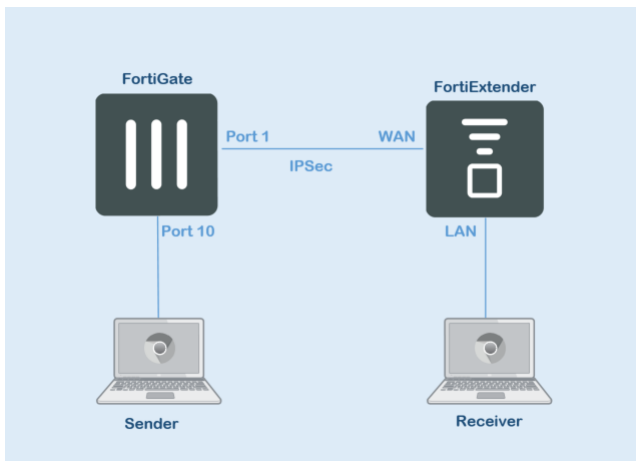 FortiGate
FortiExtender
Port 1
WAN
IPSec
Port 10
LAN
Sender
Receiver